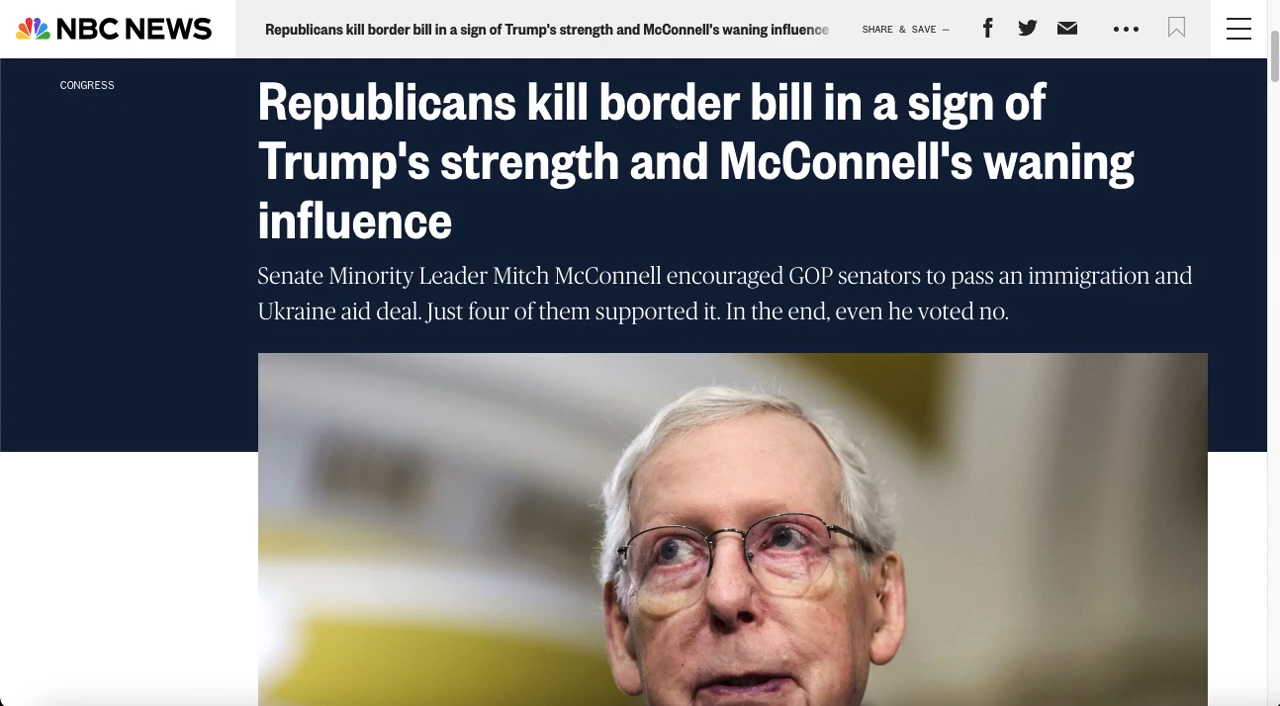 NBC NEWS
Republicans kill border bill in a sign of Trump's strength and McConnell's waning influence
SHARE & SAVE —
CONGRESS
Republicans kill border bill in a sign of
Trump's strength and McConnell's waning
influence
Senate Minority Leader Mitch McConnell encouraged GOP senators to pass an immigration and
Ukraine aid deal. Just four of them supported it. In the end, even he voted no.